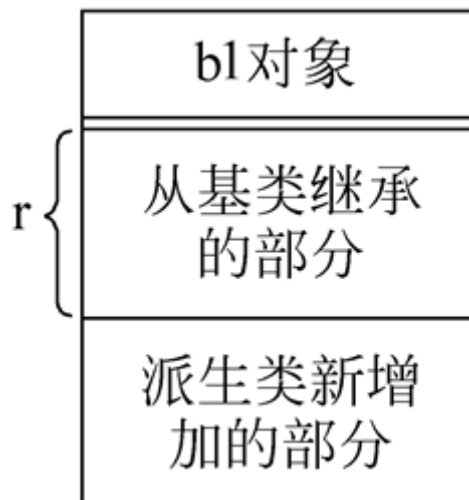 b1对象
r
从基类继承
的部分
派生类新增
加的部分